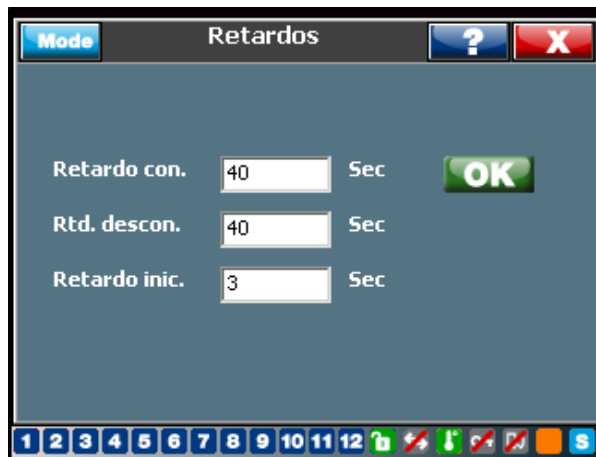 Mode Retardos ? X
Retardo con. 40 Sec OK
Rtd. descon. 40 Sec
Retardo inic. 3 Sec
1 2 3 4 5 6 7 8 9 10 11 12 S